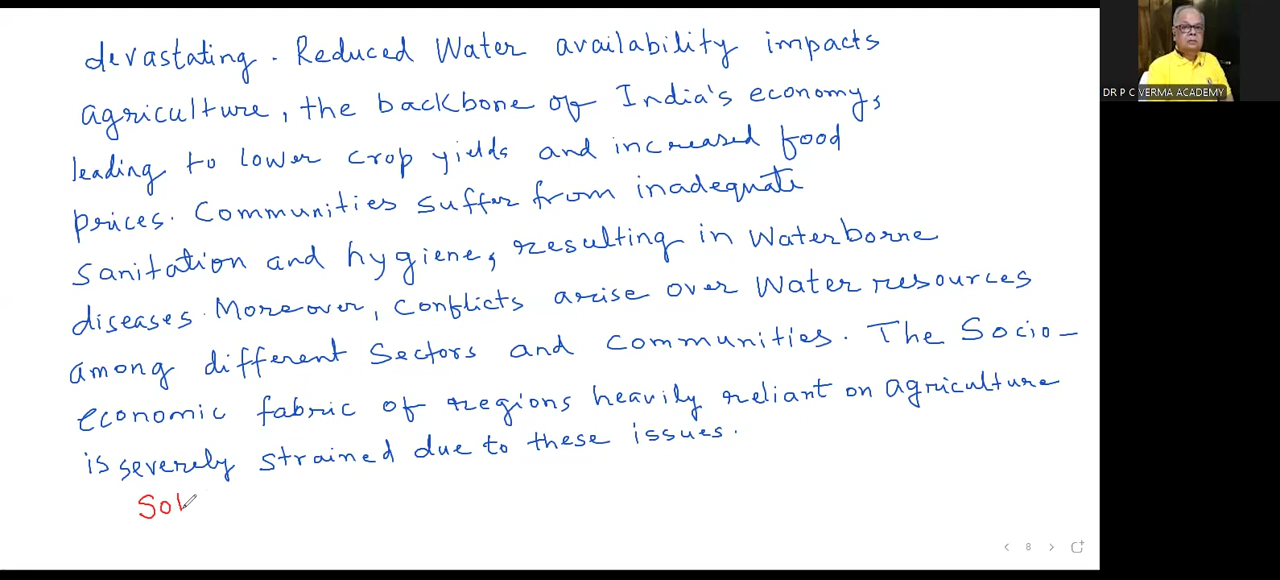 devastating. Reduced Water availability impacts
agriculture, the backbone of India's economy,
leading to lower crop yields and increased food
prices. Communities suffer from inadequate
sanitation and hygiene, resulting in Waterborne
diseases. Moreover, conflicts arise over Water resources
among different Sectors and communities. The Socio-
economic fabric of regions heavily reliant on agriculture
is severely strained due to these issues.
Sol
DR P C VERMA ACADEMY
8